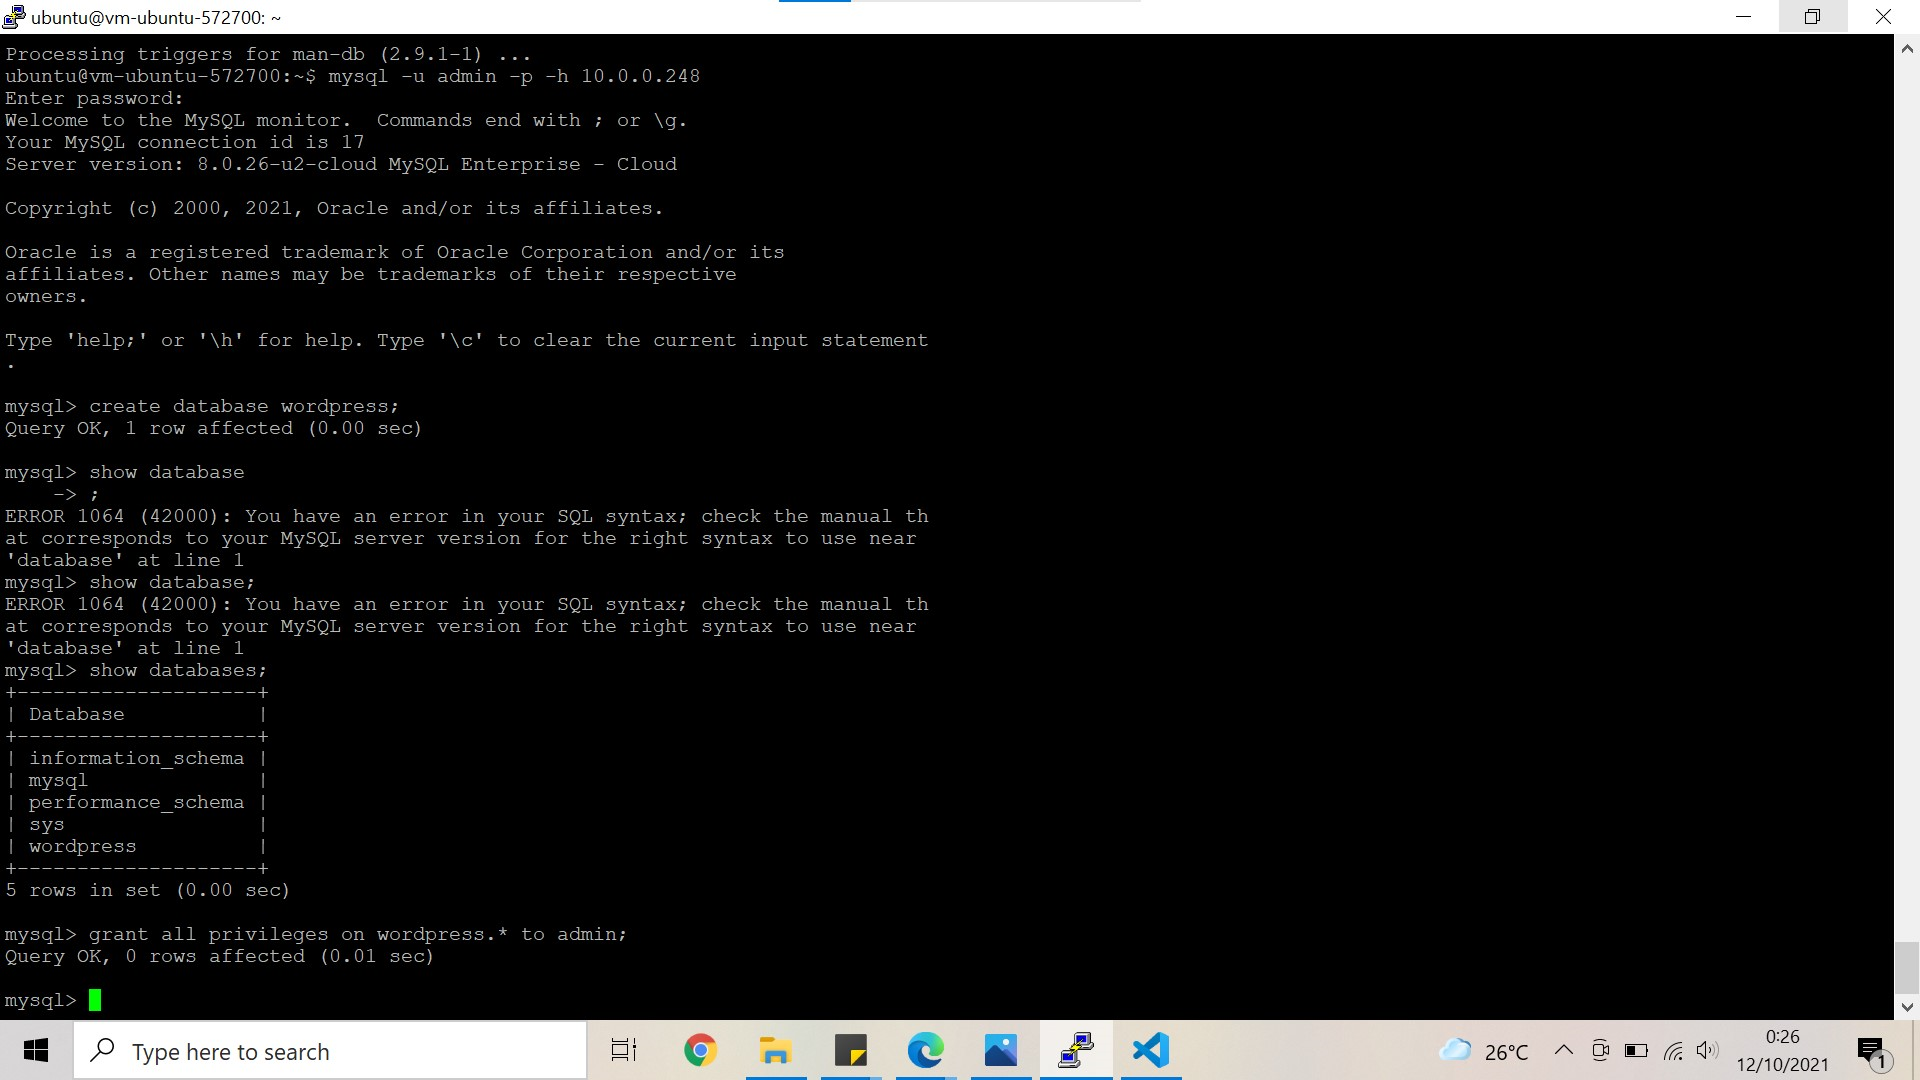 ubuntu@vm-ubuntu-572700: ~
Processing triggers for man-db (2.9.1-1) ...
ubuntu@vm-ubuntu-572700:~$ mysql -u admin -p -h 10.0.0.248
Enter password:
Welcome to the MySQL monitor.  Commands end with ; or \g.
Your MySQL connection id is 17
Server version: 8.0.26-u2-cloud MySQL Enterprise - Cloud
Copyright (c) 2000, 2021, Oracle and/or its affiliates.
Oracle is a registered trademark of Oracle Corporation and/or its
affiliates. Other names may be trademarks of their respective
owners.
Type 'help;' or '\h' for help. Type '\c' to clear the current input statement
.
mysql> create database wordpress;
Query OK, 1 row affected (0.00 sec)
mysql> show database
    -> ;
ERROR 1064 (42000): You have an error in your SQL syntax; check the manual th
at corresponds to your MySQL server version for the right syntax to use near
'database' at line 1
mysql> show database;
ERROR 1064 (42000): You have an error in your SQL syntax; check the manual th
at corresponds to your MySQL server version for the right syntax to use near
'database' at line 1
mysql> show databases;
+--------------------+
| Database           |
+--------------------+
| information_schema |
| mysql              |
| performance_schema |
| sys                |
| wordpress          |
+--------------------+
5 rows in set (0.00 sec)
mysql> grant all privileges on wordpress.* to admin;
Query OK, 0 rows affected (0.01 sec)
mysql>
Type here to search
26°C
0:26
12/10/2021
1